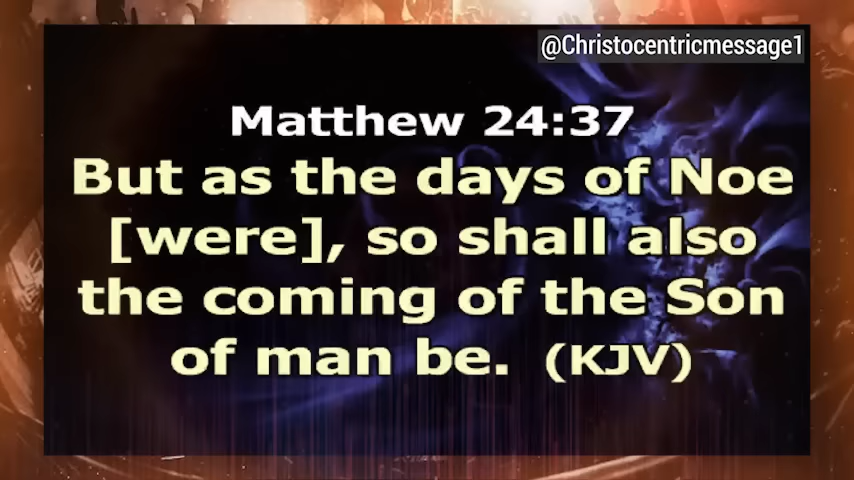 @Christocentricmessage1
Matthew 24:37
But as the days of Noe
[were], so shall also
the coming of the Son
of man be. (KJV)